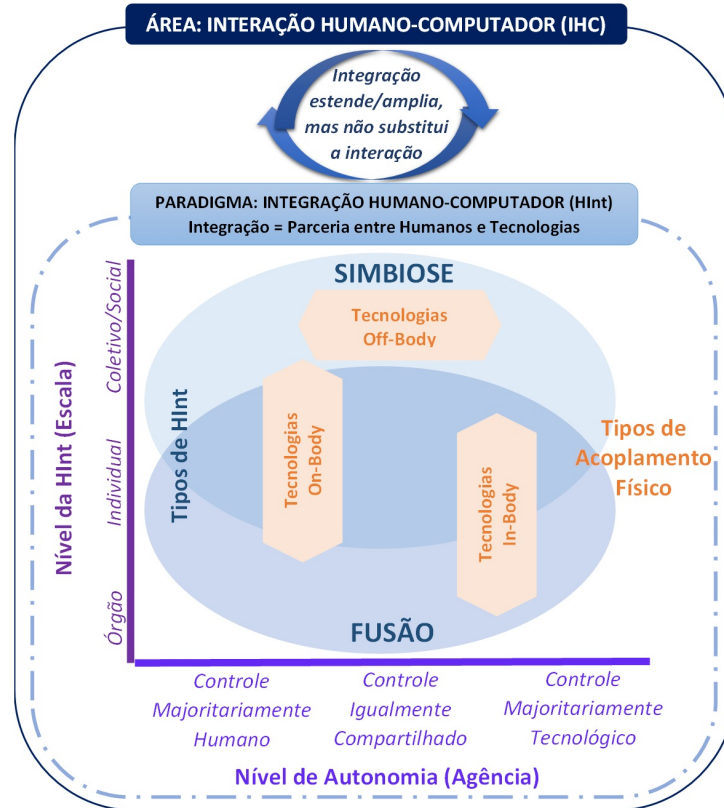 ÁREA: INTERAÇÃO HUMANO-COMPUTADOR (IHC)
Integração
estende/amplia,
mas não substitui
a interação
PARADIGMA: INTEGRAÇÃO HUMANO-COMPUTADOR (HInt)
Integração = Parceria entre Humanos e Tecnologias
SIMBIOSE
Tecnologias
Off-Body
Nível da HInt (Escala)
Coletivo/Social
Individual
Órgão
Tipos de HInt
Tecnologias
On-Body
Tecnologias
In-Body
Tipos de
Acoplamento
Físico
FUSÃO
Controle
Majoritariamente
Humano
Controle
Igualmente
Compartilhado
Controle
Majoritariamente
Tecnológico
Nível de Autonomia (Agência)